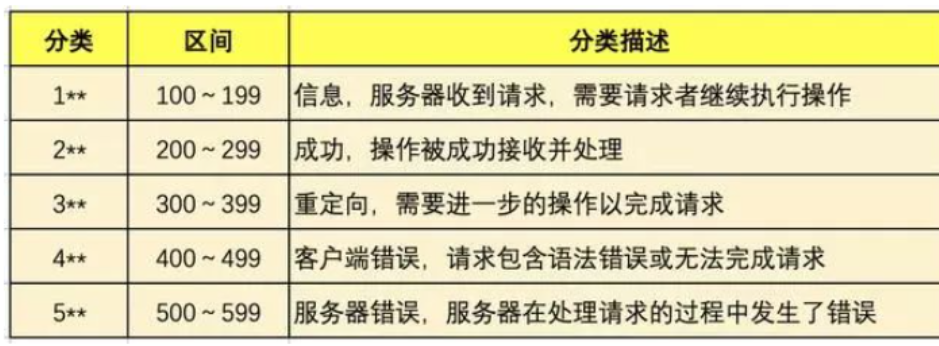 分类 区间 分类描述
1** 100～199 信息，服务器收到请求，需要请求者继续执行操作
2** 200～299 成功，操作被成功接收并处理
3** 300～399 重定向，需要进一步的操作以完成请求
4** 400～499 客户端错误，请求包含语法错误或无法完成请求
5** 500～599 服务器错误，服务器在处理请求的过程中发生了错误